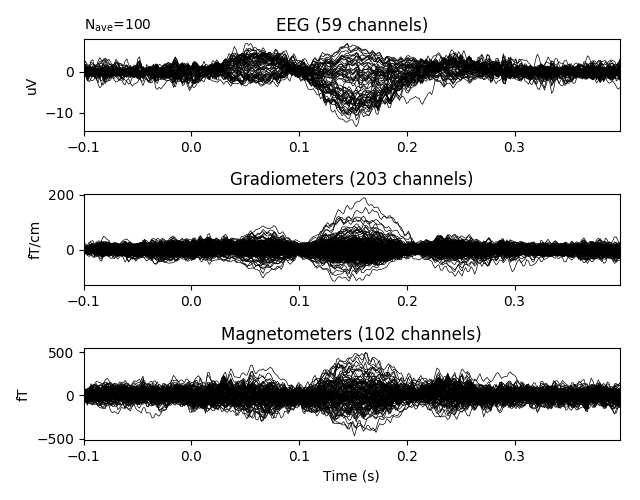 N_ave=100
EEG (59 channels)
uV
0
−10
−0.1 0.0 0.1 0.2 0.3
Gradiometers (203 channels)
fT/cm
200
0
−0.1 0.0 0.1 0.2 0.3
Magnetometers (102 channels)
fT
500
0
−500
−0.1 0.0 0.1 0.2 0.3
Time (s)